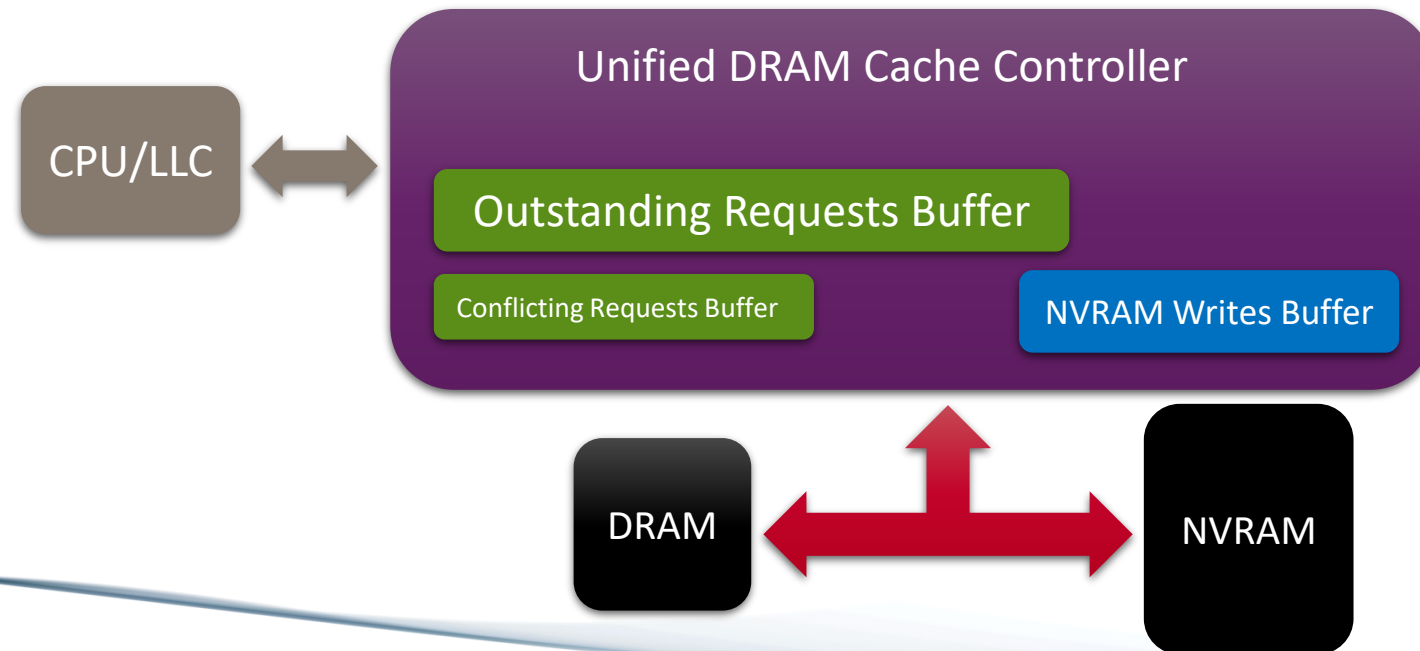 Unified DRAM Cache Controller
CPU/LLC
Outstanding Requests Buffer
Conflicting Requests Buffer
NVRAM Writes Buffer
DRAM
NVRAM